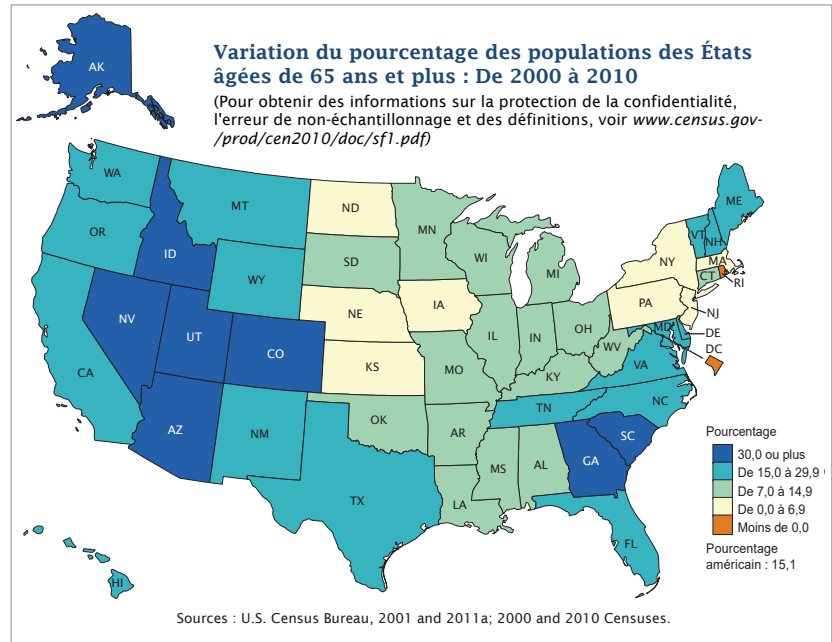 Variation du pourcentage des populations des États
âgées de 65 ans et plus : De 2000 à 2010
(Pour obtenir des informations sur la protection de la confidentialité,
l'erreur de non-échantillonnage et des définitions, voir www.census.gov-
/prod/cen2010/doc/sf1.pdf)
AK
WA
MT
ND
MN
ME
OR
ID
WY
SD
WI
MI
VT
NH
NY
MA
CT
RI
NV
UT
CO
NE
IA
IL
IN
OH
PA
NJ
MD
DE
DC
CA
KS
MO
KY
WV
VA
AZ
NM
OK
AR
TN
NC
SC
TX
LA
MS
AL
GA
FL
HI
Pourcentage
30,0 ou plus
De 15,0 à 29,9
De 7,0 à 14,9
De 0,0 à 6,9
Moins de 0,0
Pourcentage
américain : 15,1
Sources : U.S. Census Bureau, 2001 and 2011a; 2000 and 2010 Censuses.